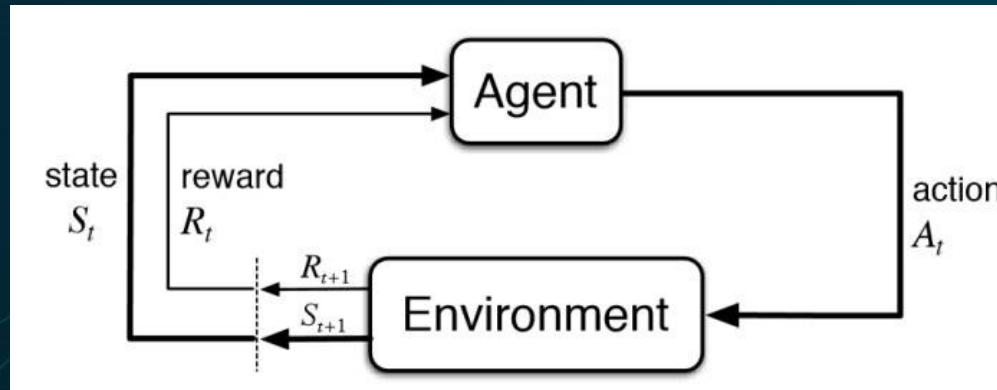 Agent
state
S_t
reward
R_t
action
A_t
R_{t+1}
S_{t+1}
Environment